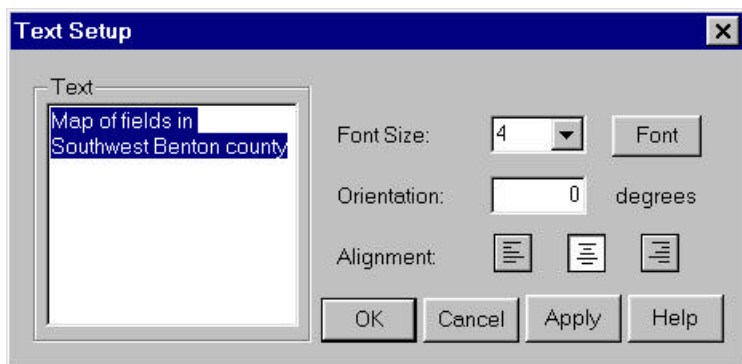 Text Setup
Text
Map of fields in
Southwest Benton county
Font Size: 4 Font
Orientation: 0 degrees
Alignment:
OK Cancel Apply Help